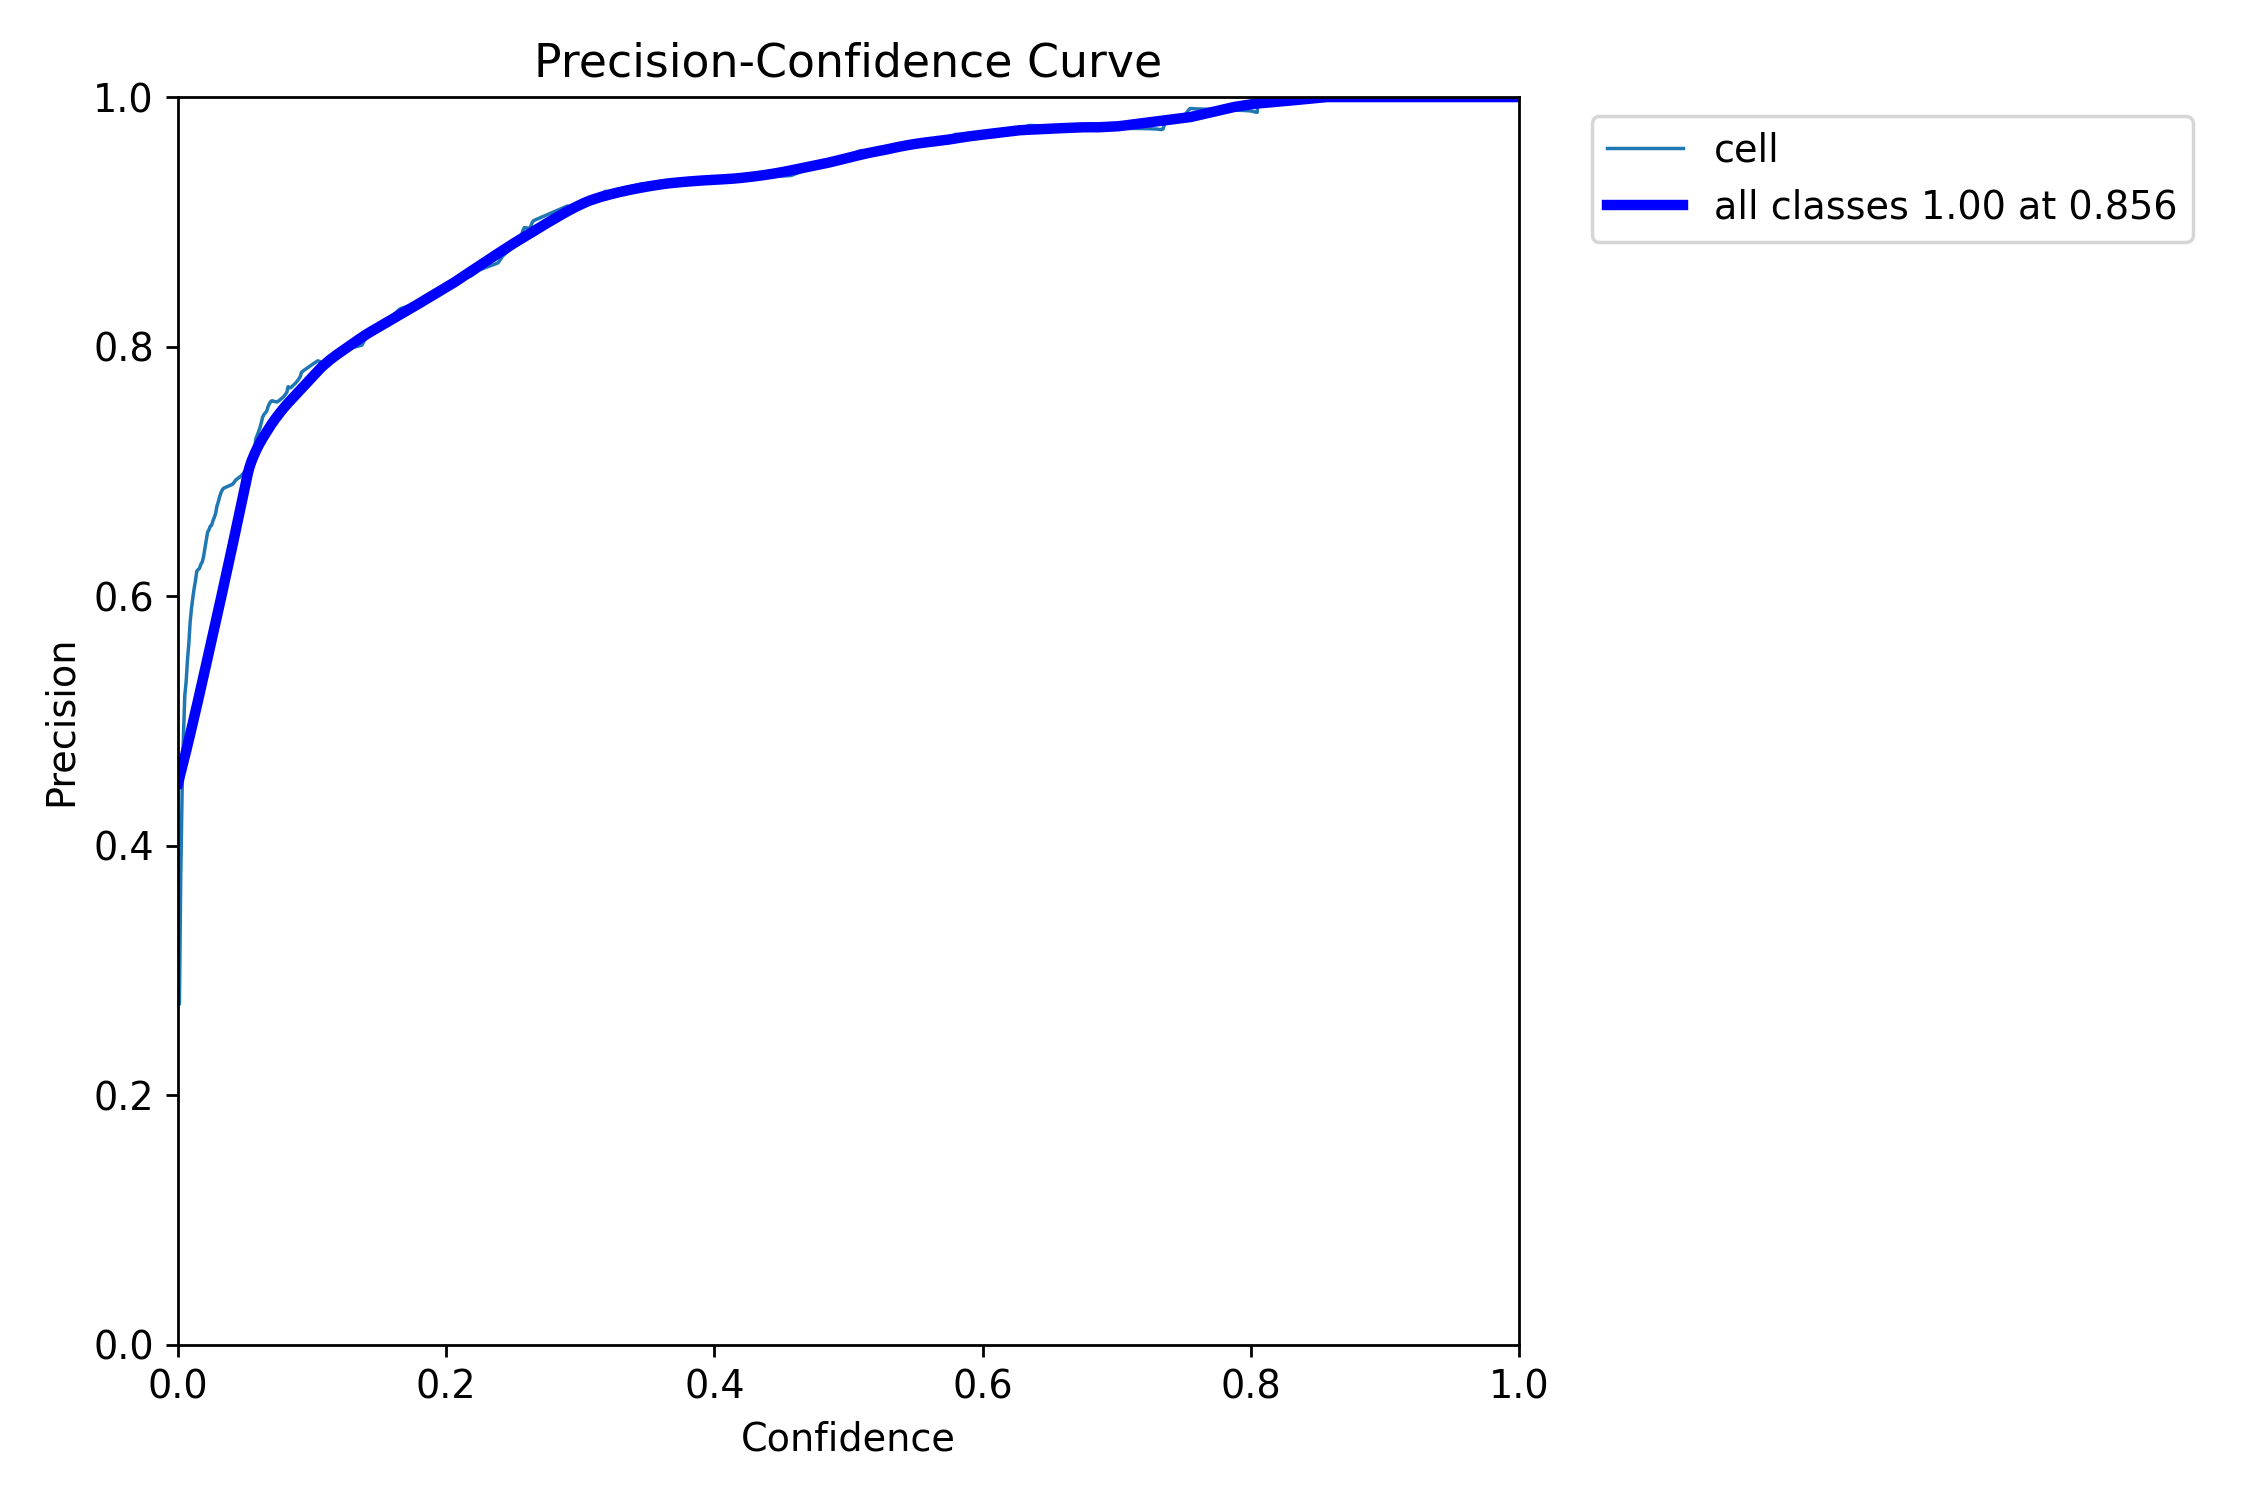 Precision-Confidence Curve
1.0
0.8
0.6
0.4
0.2
0.0
Precision
0.0 0.2 0.4 0.6 0.8 1.0
Confidence
cell
all classes 1.00 at 0.856